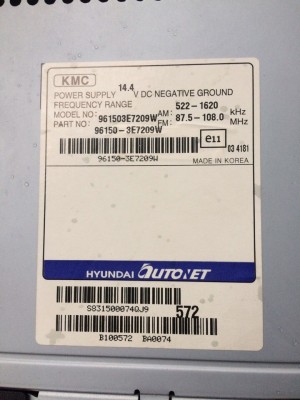 KMC
POWER SUPPLY 14.4 V DC NEGATIVE GROUND
FREQUENCY RANGE 522-1620 kHz
MODEL NO: 961503E7209W AM:
PART NO: 96150-3E7209W FM: 87.5-108.0 MHz
e11
03 4181
96150-3E7209W
MADE IN KOREA
HYUNDAI AUTONET
S831500074QJ9
572
B100572 BA0074